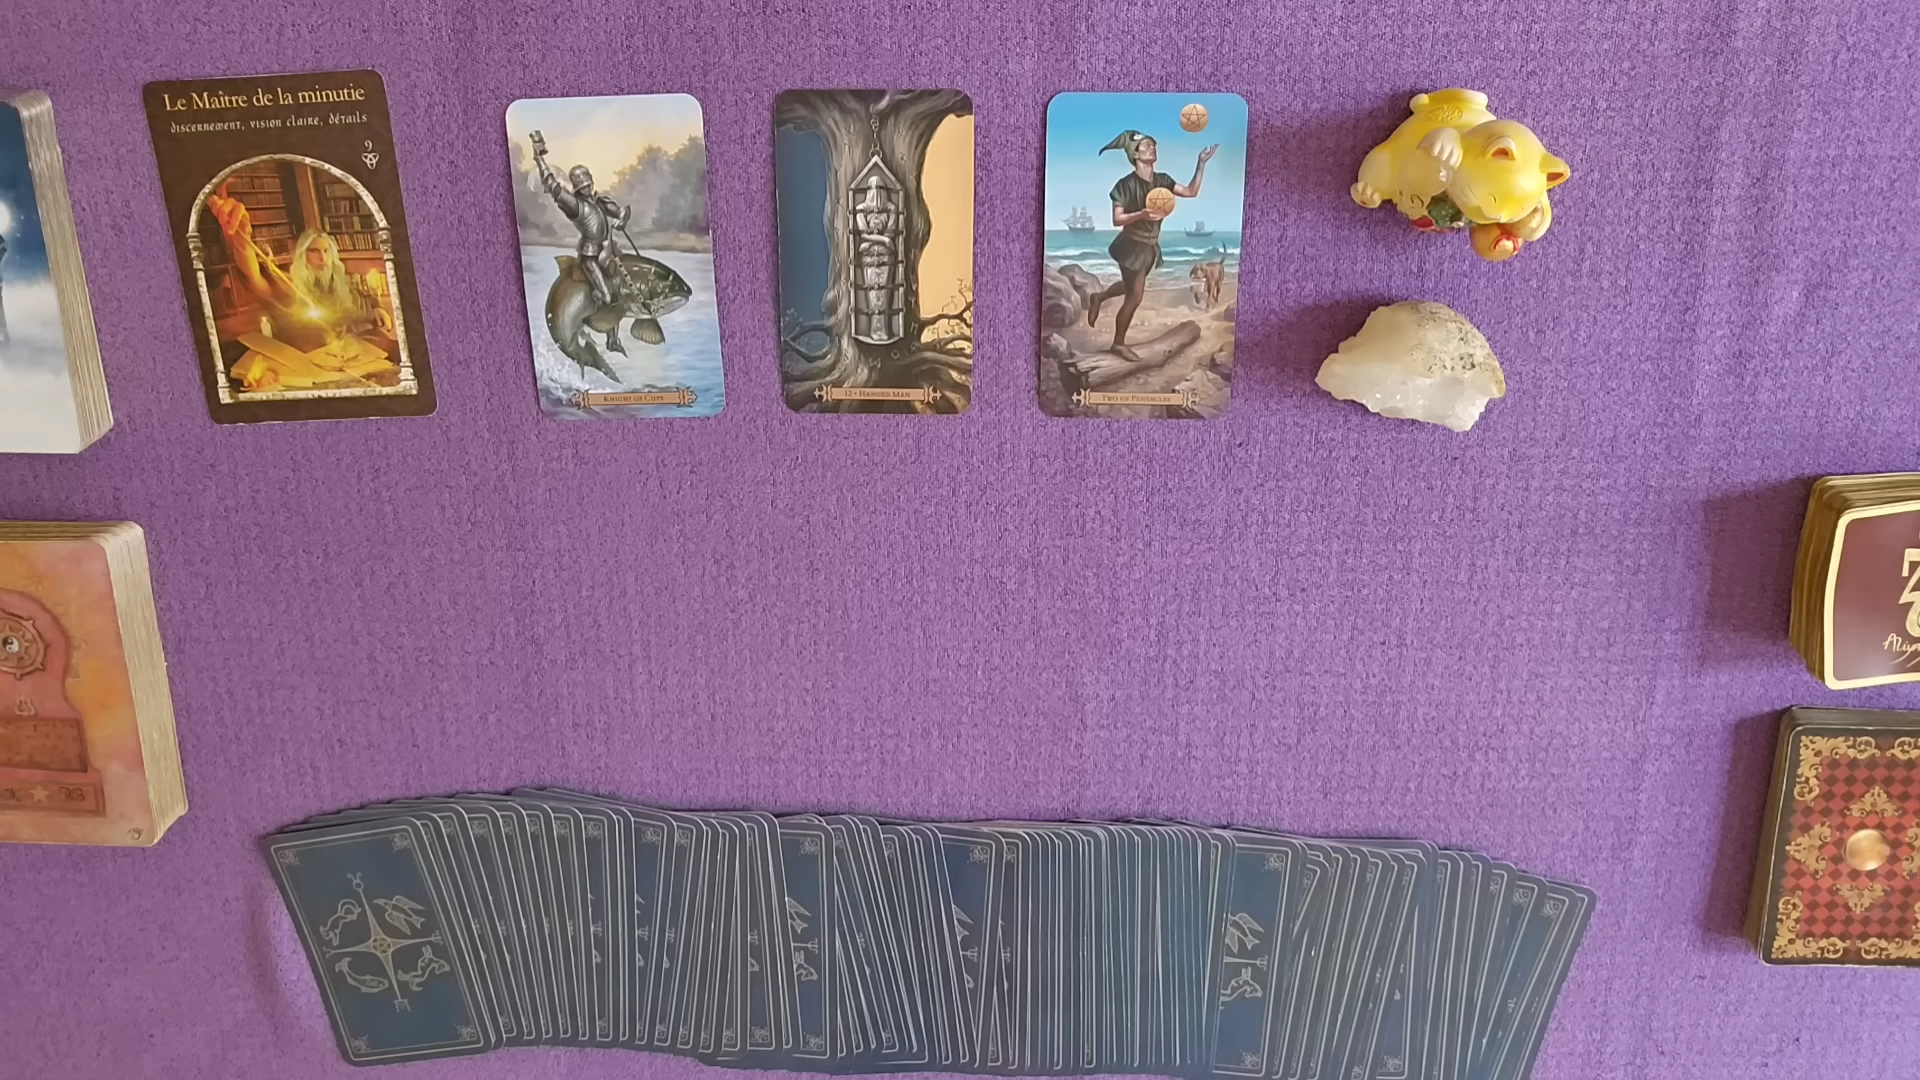 Le Maître de la minutie
discernement, vision claire, détails
9
Knight of Cups
12 • Hanged Man
Two of Pentacles